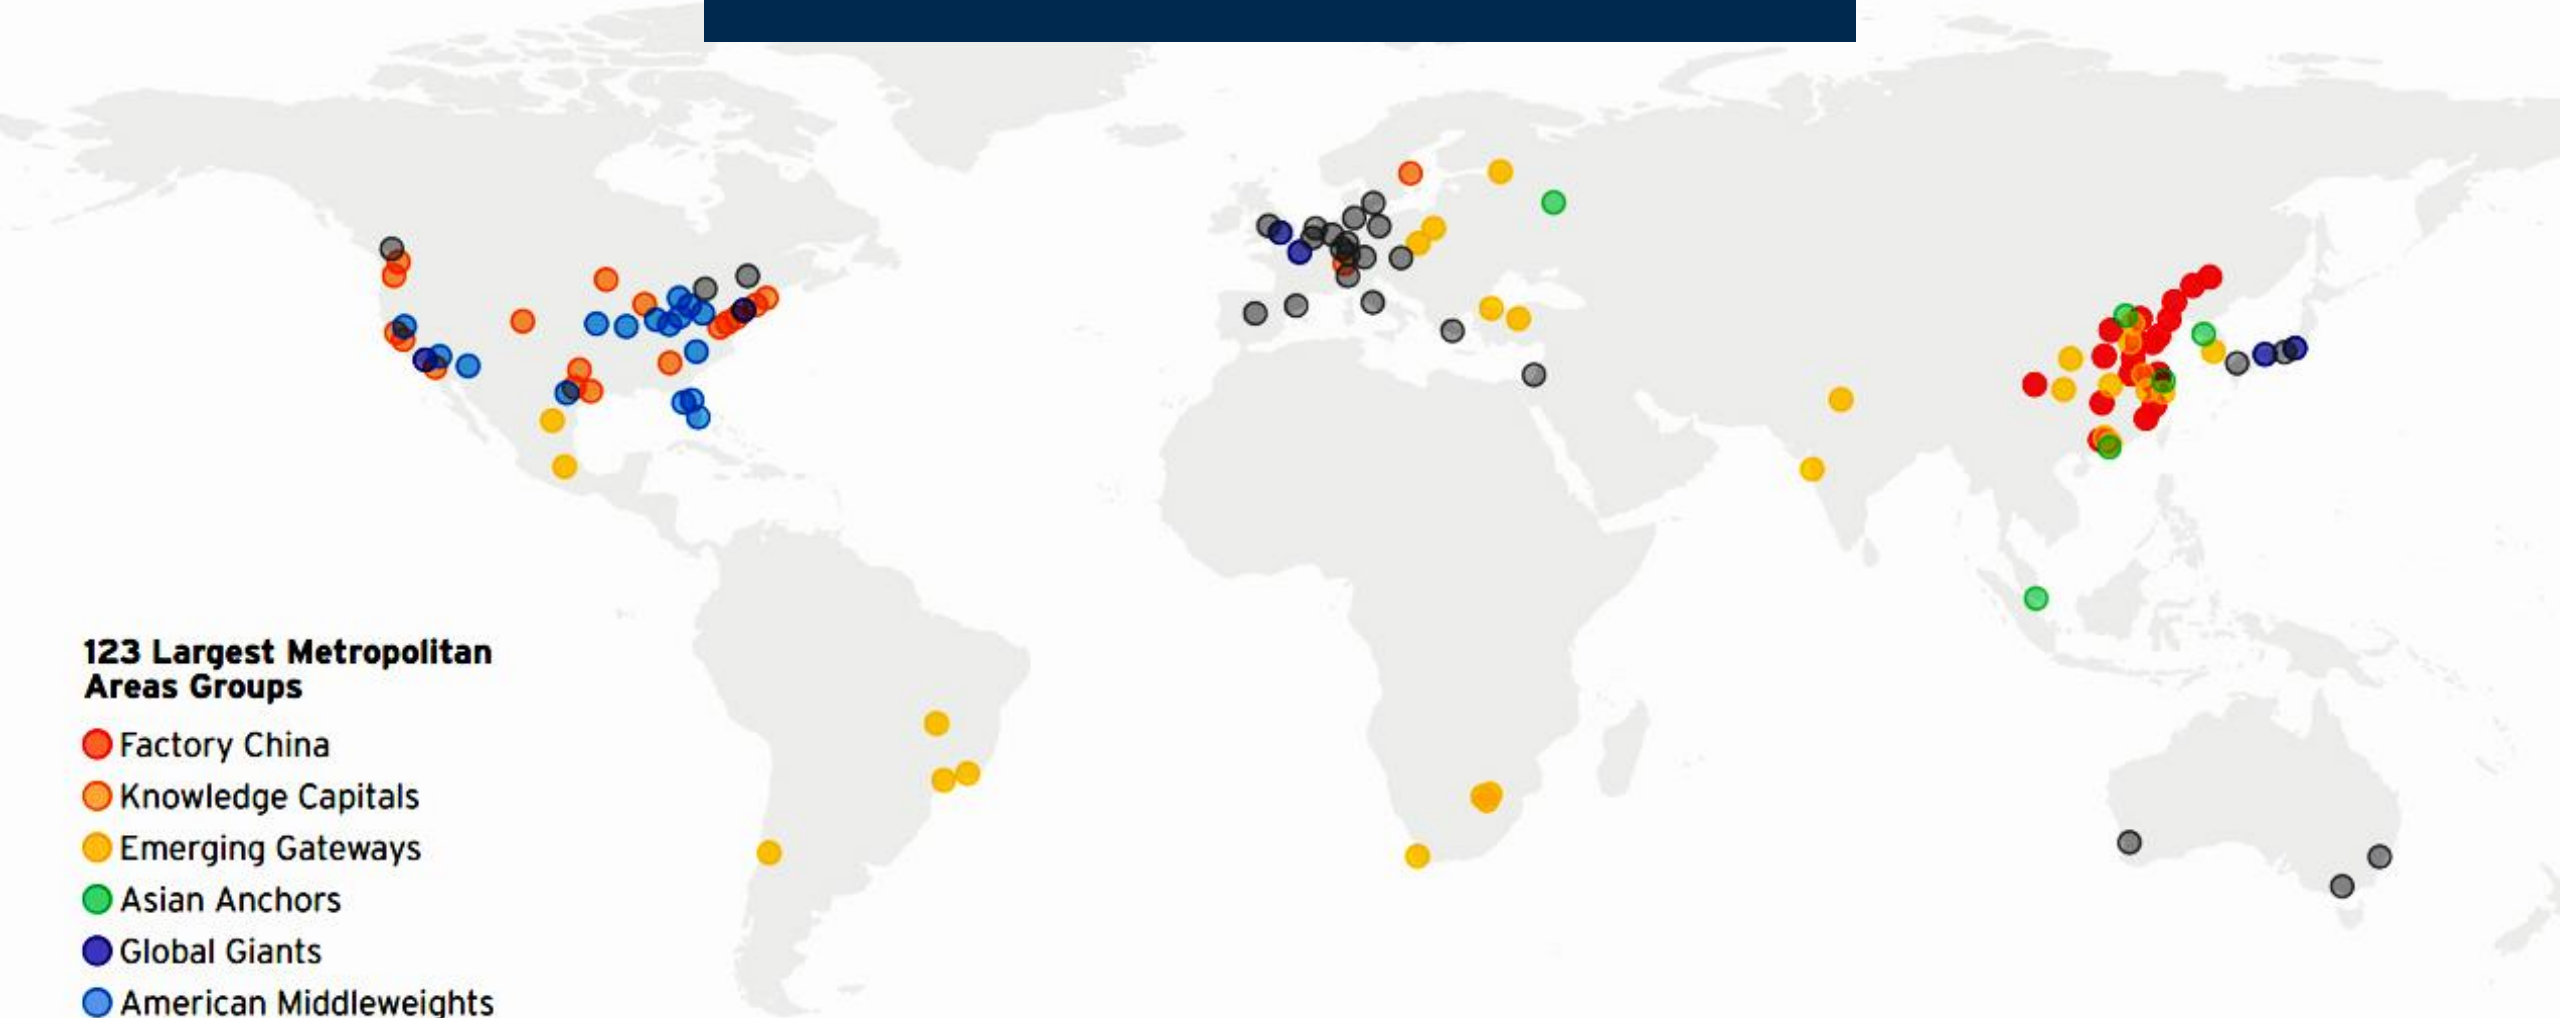 123 Largest Metropolitan
Areas Groups
Factory China
Knowledge Capitals
Emerging Gateways
Asian Anchors
Global Giants
American Middleweights